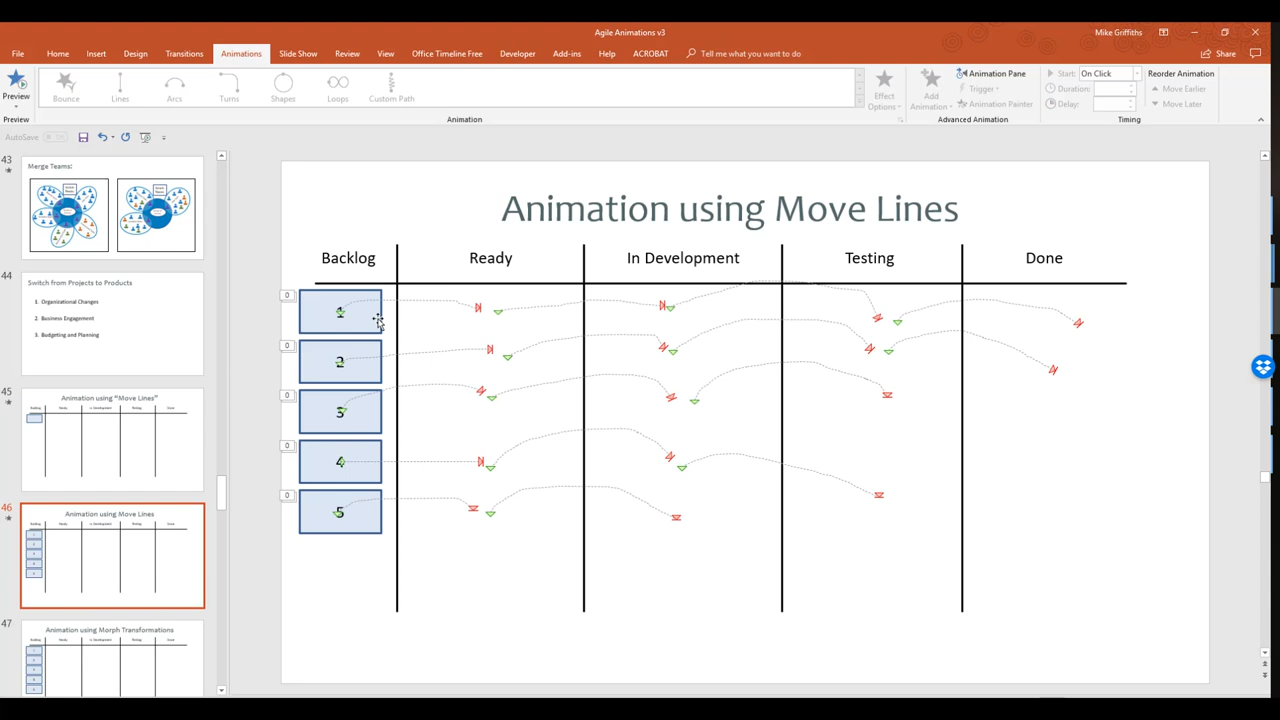 Agile Animations v3
Mike Griffiths
File Home Insert Design Transitions Animations Slide Show Review View Office Timeline Free Developer Add-ins Help ACROBAT Tell me what you want to do Share
Preview
Bounce Lines Arcs Turns Shapes Loops Custom Path
Effect Options
Add Animation
Animation Pane
Trigger
Animation Painter
Start: On Click
Duration:
Delay:
Reorder Animation
Move Earlier
Move Later
Preview Animation Advanced Animation Timing
AutoSave Off
43
Merge Teams:
44
Switch from Projects to Products
1. Organizational Changes
2. Business Engagement
3. Budgeting and Planning
45
Animation using "Move Lines"
46
Animation using Move Lines
47
Animation using Morph Transformations
Animation using Move Lines
Backlog Ready In Development Testing Done
0 1
0 2
0 3
0 4
0 5